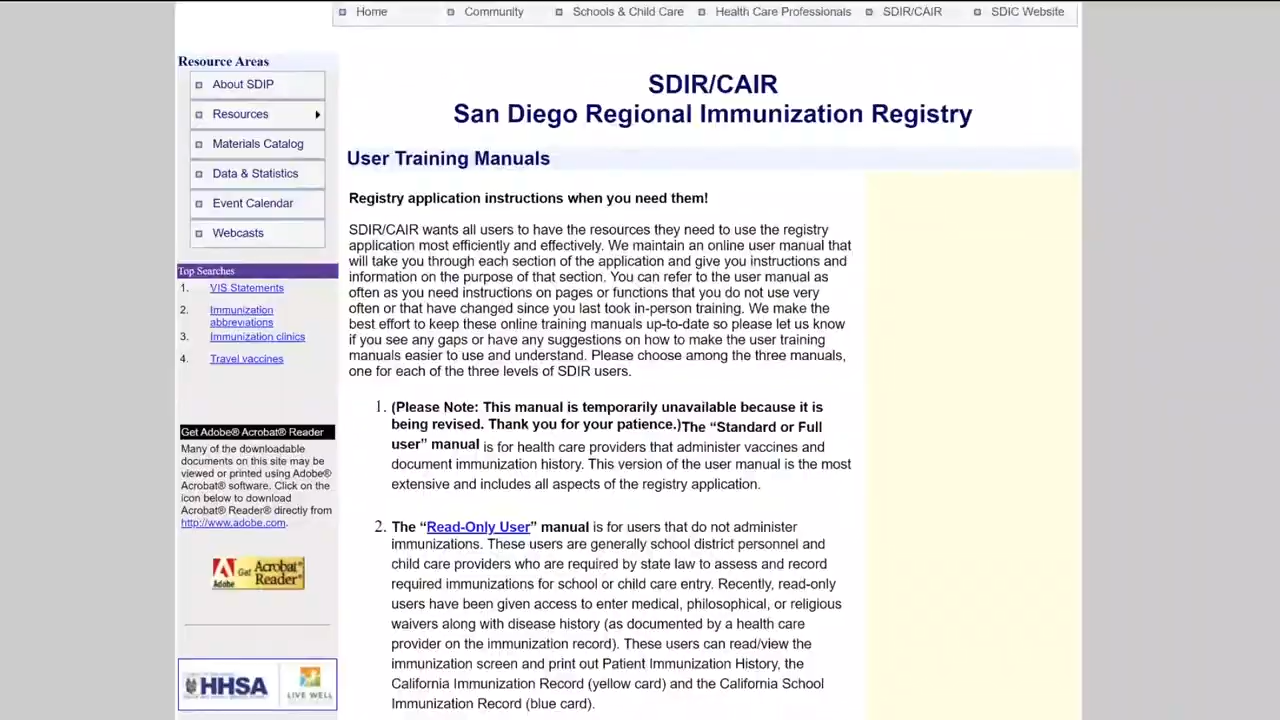 Home
Community
Schools & Child Care
Health Care Professionals
SDIR/CAIR
SDIC Website
Resource Areas
About SDIP
Resources
Materials Catalog
Data & Statistics
Event Calendar
Webcasts
Top Searches
1. VIS Statements
2. Immunization
abbreviations
3. Immunization clinics
4. Travel vaccines
Get Adobe® Acrobat® Reader
Many of the downloadable
documents on this site may be
viewed or printed using Adobe®
Acrobat® software. Click on the
icon below to download
Acrobat® Reader® directly from
http://www.adobe.com.
Adobe
Get Acrobat®
Reader®
HHSA
LIVE WELL
SDIR/CAIR
San Diego Regional Immunization Registry
User Training Manuals
Registry application instructions when you need them!
SDIR/CAIR wants all users to have the resources they need to use the registry
application most efficiently and effectively. We maintain an online user manual that
will take you through each section of the application and give you instructions and
information on the purpose of that section. You can refer to the user manual as
often as you need instructions on pages or functions that you do not use very
often or that have changed since you last took in-person training. We make the
best effort to keep these online training manuals up-to-date so please let us know
if you see any gaps or have any suggestions on how to make the user training
manuals easier to use and understand. Please choose among the three manuals,
one for each of the three levels of SDIR users.
1. (Please Note: This manual is temporarily unavailable because it is
being revised. Thank you for your patience.)The “Standard or Full
user” manual is for health care providers that administer vaccines and
document immunization history. This version of the user manual is the most
extensive and includes all aspects of the registry application.
2. The “Read-Only User” manual is for users that do not administer
immunizations. These users are generally school district personnel and
child care providers who are required by state law to assess and record
required immunizations for school or child care entry. Recently, read-only
users have been given access to enter medical, philosophical, or religious
waivers along with disease history (as documented by a health care
provider on the immunization record). These users can read/view the
immunization screen and print out Patient Immunization History, the
California Immunization Record (yellow card) and the California School
Immunization Record (blue card).